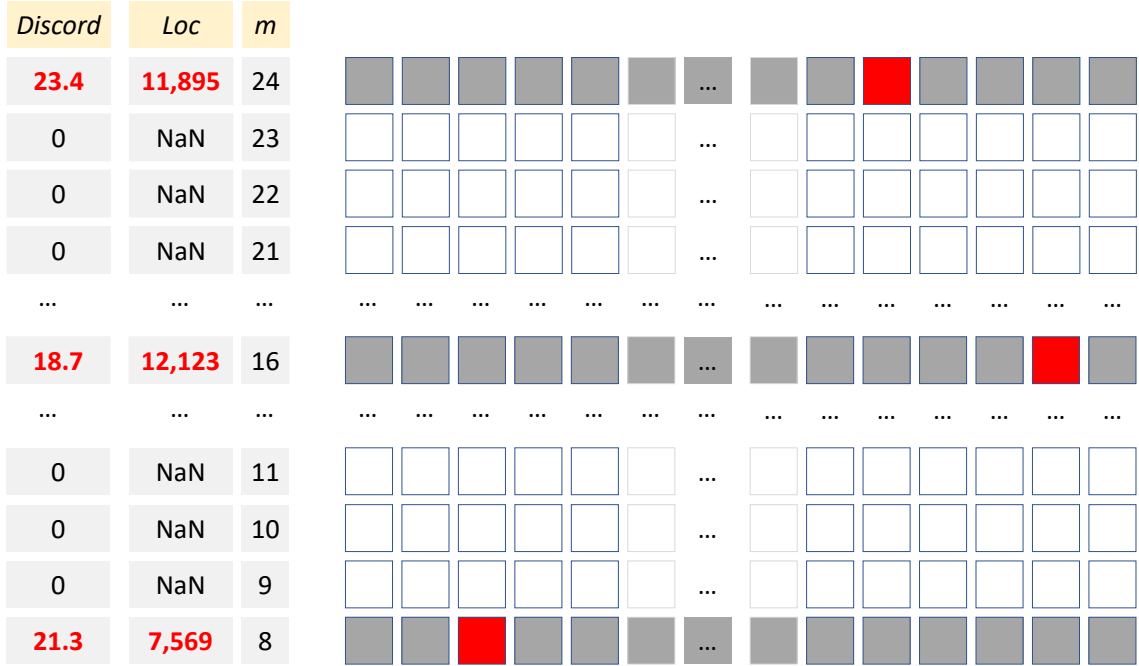 Discord Loc m
23.4 11,895 24 ...
0 NaN 23 ...
0 NaN 22 ...
0 NaN 21 ...
... ... ... ... ... ... ... ... ... ... ... ... ... ... ... ... ...
18.7 12,123 16 ...
... ... ... ... ... ... ... ... ... ... ... ... ... ... ... ... ...
0 NaN 11 ...
0 NaN 10 ...
0 NaN 9 ...
21.3 7,569 8 ...